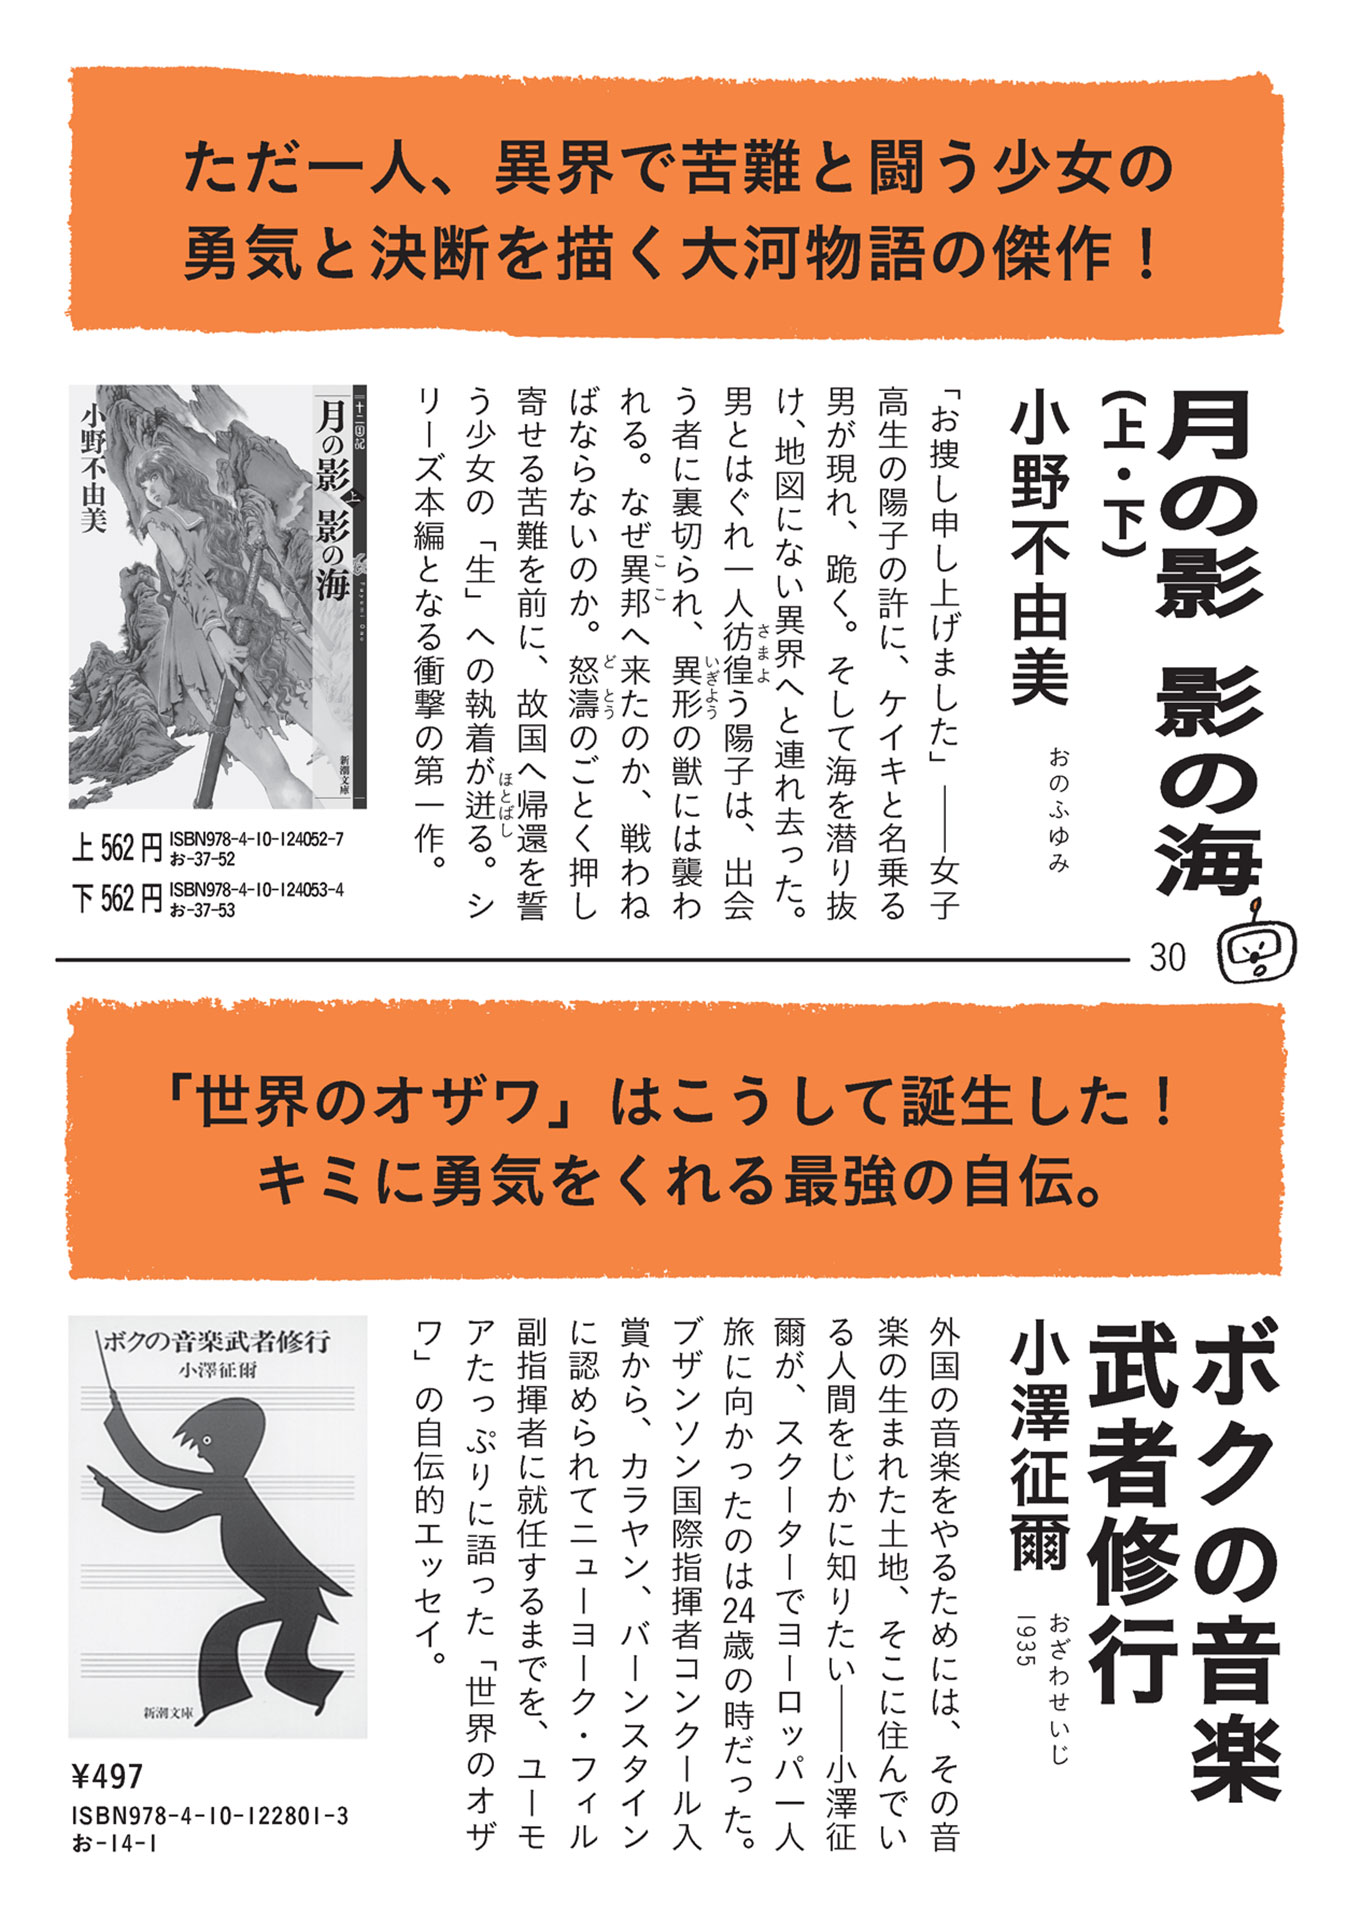 ただ一人、異界で苦難と闘う少女の
勇気と決断を描く大河物語の傑作！
月の影 影の海
(上・下)
小野不由美
おのふゆみ
「お捜し申し上げました」――女子
高生の陽子の許に、ケイキと名乗る
男が現れ、跪く。そして海を潜り抜
け、地図にない異界へと連れ去った。
男とはぐれ一人彷徨う陽子は、出会
さまよ
う者に裏切られ、異形の獣には襲わ
いぎよう
れる。なぜ異邦へ来たのか、戦わね
ここ
ばならないのか。怒濤のごとく押し
どとう
寄せる苦難を前に、故国へ帰還を誓
う少女の「生」への執着が迸る。シ
ほとばし
リーズ本編となる衝撃の第一作。
十二国記
月の影 上 影の海
Fuyumi Ono
小野不由美
新潮文庫
上 562 円 ISBN978-4-10-124052-7
お-37-52
下 562 円 ISBN978-4-10-124053-4
お-37-53
30
「世界のオザワ」はこうして誕生した！
キミに勇気をくれる最強の自伝。
ボクの音楽
武者修行
小澤征爾
おざわせいじ
1935
外国の音楽をやるためには、その音
楽の生まれた土地、そこに住んでい
る人間をじかに知りたい――小澤征
爾が、スクーターでヨーロッパ一人
旅に向かったのは24歳の時だった。
ブザンソン国際指揮者コンクール入
賞から、カラヤン、バーンスタイン
に認められてニューヨーク・フィル
副指揮者に就任するまでを、ユーモ
アたっぷりに語った「世界のオザ
ワ」の自伝的エッセイ。
ボクの音楽武者修行
小澤征爾
新潮文庫
¥497
ISBN978-4-10-122801-3
お-14-1